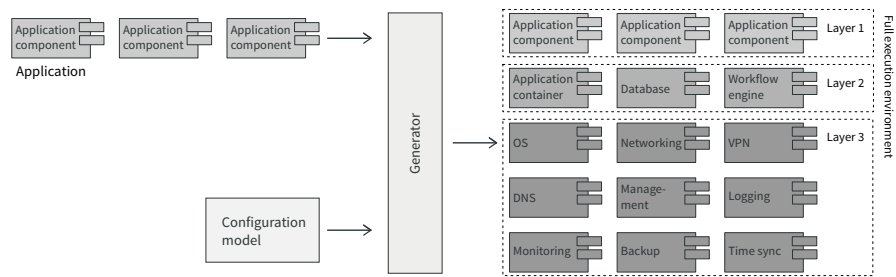 Application
component
Application
component
Application
component
Application
Configuration
model
Generator
Application
component
Application
component
Application
component
Layer 1
Application
container
Database
Workflow
engine
Layer 2
OS
Networking
VPN
Layer 3
DNS
Manage-
ment
Logging
Monitoring
Backup
Time sync
Full execution environment